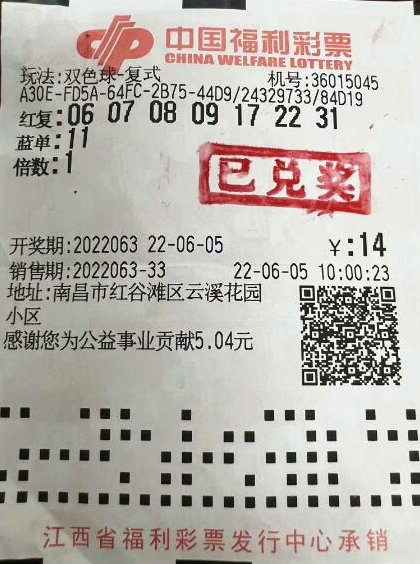 中国福利彩票
CHINA WELFARE LOTTERY
玩法:双色球-复式 机号:36015045
A30E-FD5A-64FC-2B75-44D9/24329733/84D19
红复:06 07 08 09 17 22 31
蓝单:11
倍数:1
已兑奖
开奖期:2022063 22-06-05 ¥:14
销售期:2022063-33 22-06-05 10:00:23
地址:南昌市红谷滩区云溪花园
小区
感谢您为公益事业贡献5.04元
江西省福利彩票发行中心承销